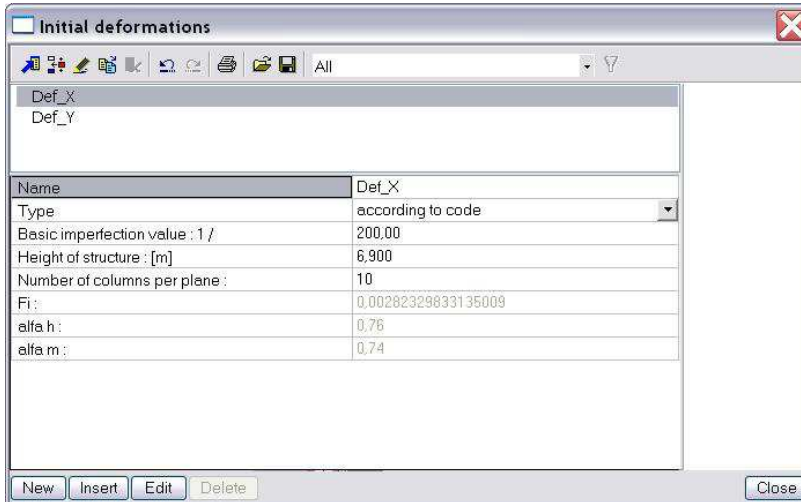 Initial deformations
All
Def_X
Def_Y
Name Def_X
Type according to code
Basic imperfection value : 1 / 200,00
Height of structure : [m] 6,900
Number of columns per plane : 10
Fi : 0,00282329833135009
alfa h : 0,76
alfa m : 0,74
New Insert Edit Delete Close